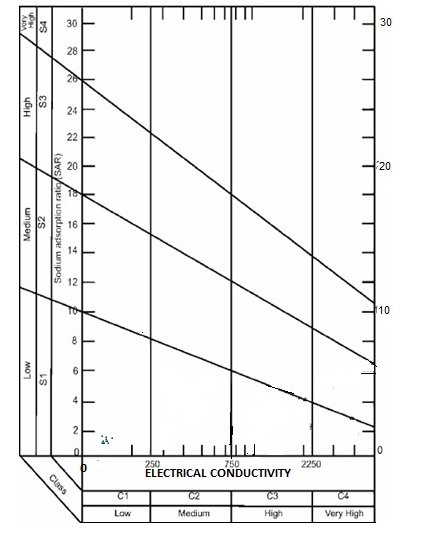 Very High
S4
High
S3
Medium
S2
Low
S1
Class
Sodium adsorption ratio (SAR)
30
28
26
24
22
20
18
16
14
12
10
8
6
4
2
0
30
20
10
0
0 250 750 2250
ELECTRICAL CONDUCTIVITY
C1 C2 C3 C4
Low Medium High Very High